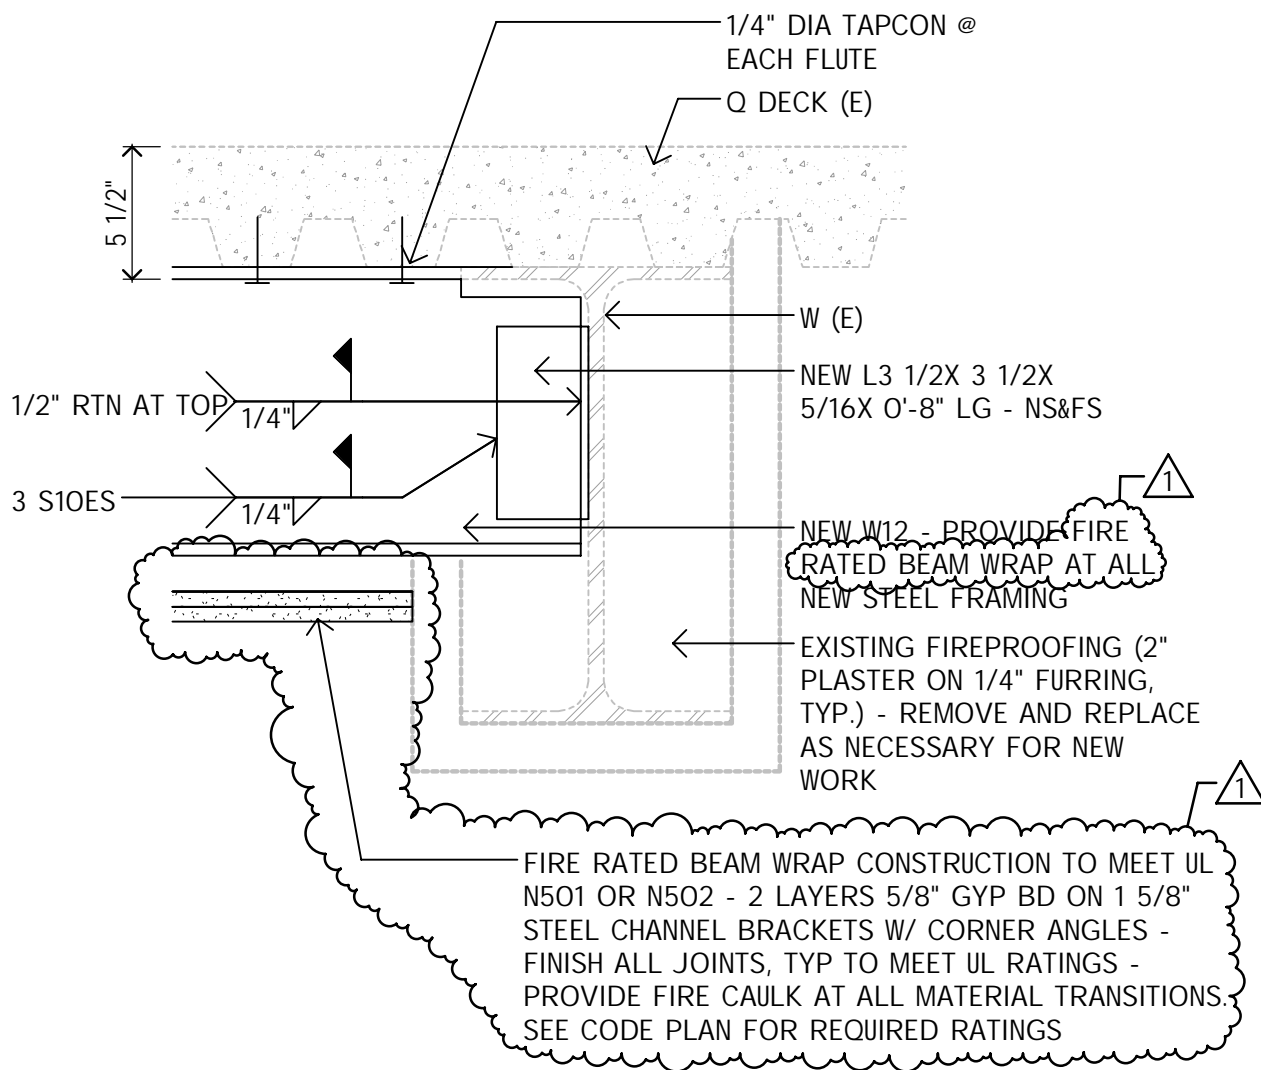 1/4" DIA TAPCON @
EACH FLUTE
Q DECK (E)
5 1/2"
W (E)
NEW L3 1/2X 3 1/2X
5/16X 0'-8" LG - NS&FS
1/2" RTN AT TOP
1/4"
3 SIDES
1/4"
1
NEW W12 - PROVIDE FIRE
RATED BEAM WRAP AT ALL
NEW STEEL FRAMING
EXISTING FIREPROOFING (2"
PLASTER ON 1/4" FURRING,
TYP.) - REMOVE AND REPLACE
AS NECESSARY FOR NEW
WORK
1
FIRE RATED BEAM WRAP CONSTRUCTION TO MEET UL
N501 OR N502 - 2 LAYERS 5/8" GYP BD ON 1 5/8"
STEEL CHANNEL BRACKETS W/ CORNER ANGLES -
FINISH ALL JOINTS, TYP TO MEET UL RATINGS -
PROVIDE FIRE CAULK AT ALL MATERIAL TRANSITIONS.
SEE CODE PLAN FOR REQUIRED RATINGS